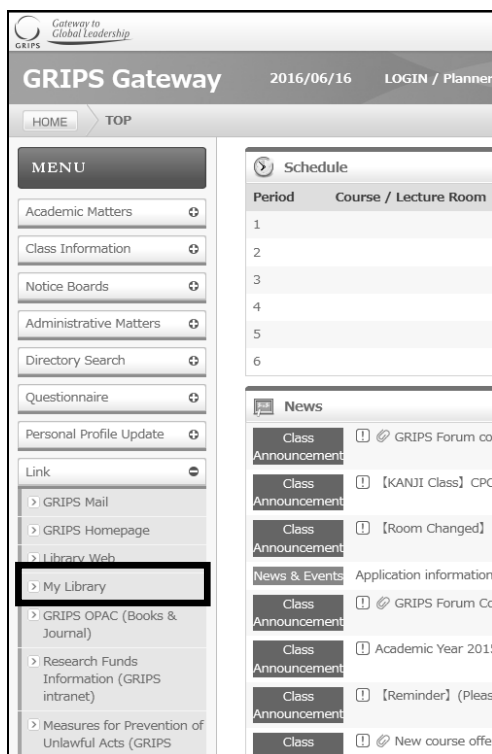 Gateway to
Global Leadership
GRIPS
GRIPS Gateway 2016/06/16 LOGIN / Planner
HOME TOP
MENU
Academic Matters
Class Information
Notice Boards
Administrative Matters
Directory Search
Questionnaire
Personal Profile Update
Link
GRIPS Mail
GRIPS Homepage
Library Web
My Library
GRIPS OPAC (Books &
Journal)
Research Funds
Information (GRIPS
intranet)
Measures for Prevention of
Unlawful Acts (GRIPS
Schedule
Period Course / Lecture Room
1
2
3
4
5
6
News
Class
Announcement
GRIPS Forum co
Class
Announcement
【KANJI Class】
Class
Announcement
【Room Changed】
News & Events Application information
Class
Announcement
GRIPS Forum Co
Class
Announcement
Academic Year 2015
Class
Announcement
【Reminder】 (Pleas
Class
New course offe